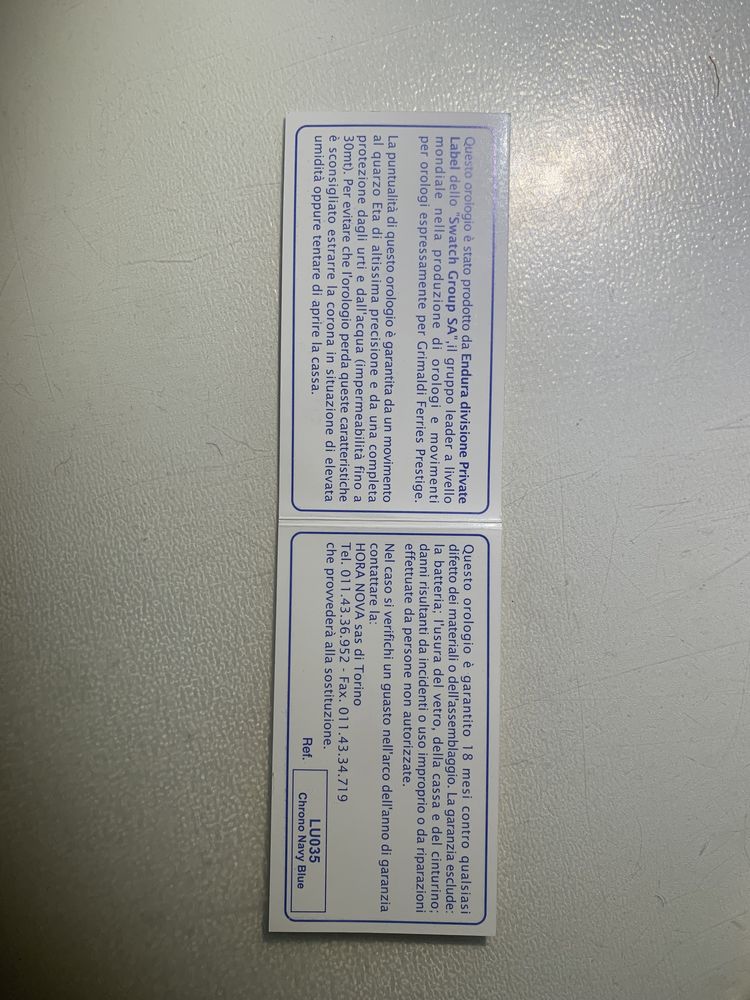 Questo orologio è stato prodotto da Endura divisione Private
Label dello "Swatch Group SA", il gruppo leader a livello
mondiale nella produzione di orologi e movimenti
per orologi espressamente per Grimaldi Ferries Prestige.
La puntualità di questo orologio è garantita da un movimento
al quarzo Eta di altissima precisione e da una completa
protezione dagli urti e dall'acqua (impermeabilità fino a
30mt). Per evitare che l'orologio perda queste caratteristiche
è sconsigliato estrarre la corona in situazione di elevata
umidità oppure tentare di aprire la cassa.
Questo orologio è garantito 18 mesi contro qualsiasi
difetto dei materiali o dell'assemblaggio. La garanzia esclude:
la batteria; l'usura del vetro, della cassa e del cinturino;
danni risultanti da incidenti o uso improprio o da riparazioni
effettuate da persone non autorizzate.
Nel caso si verifichi un guasto nell'arco dell'anno di garanzia
contattare la:
HORA NOVA sas di Torino
Tel. 011.43.36.952 - Fax. 011.43.34.719
che provvederà alla sostituzione.
Ref. LU035
Chrono Navy Blue